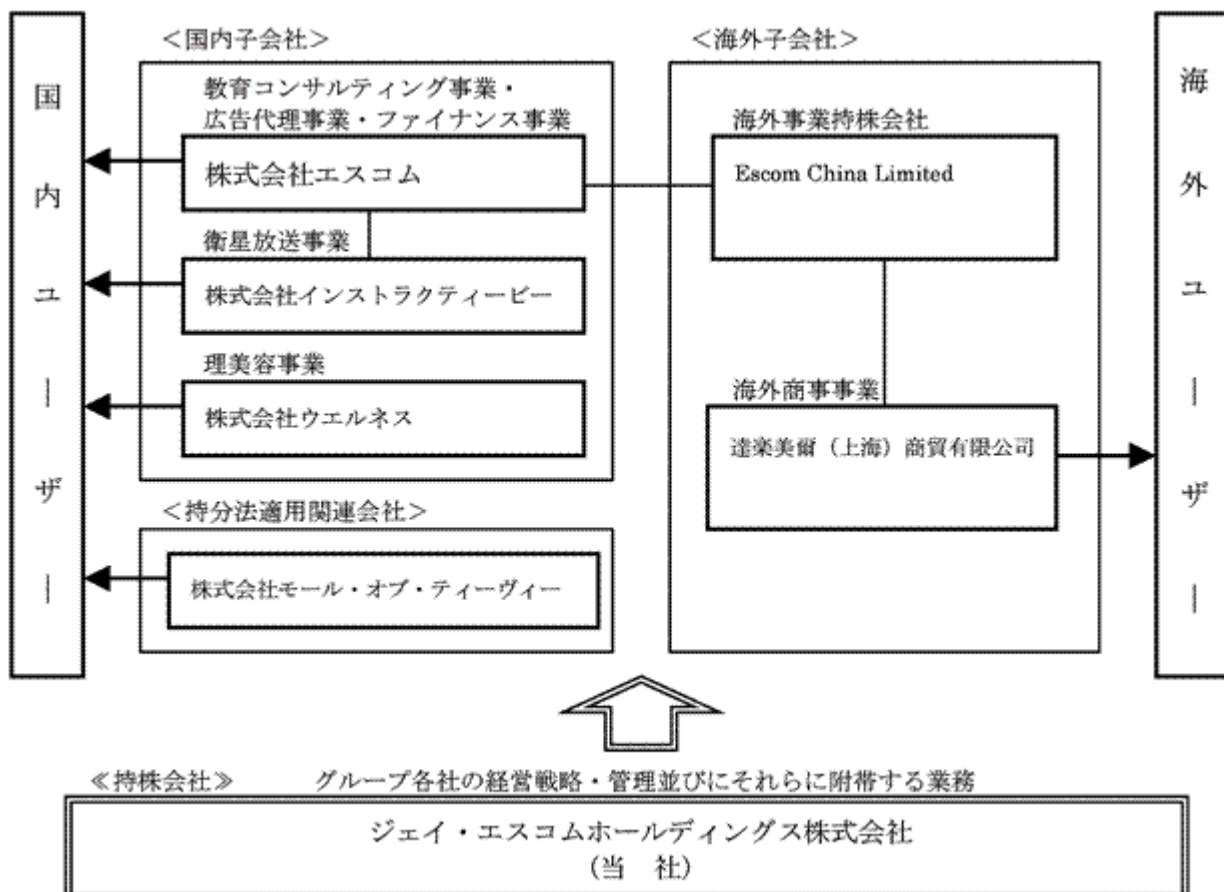 国内ユーザー
＜国内子会社＞
教育コンサルティング事業・
広告代理事業・ファイナンス事業
株式会社エスコム
衛星放送事業
株式会社インストラクティービー
理美容事業
株式会社ウエルネス
＜持分法適用関連会社＞
株式会社モール・オブ・ティーヴィー
＜海外子会社＞
海外事業持株会社
Escom China Limited
海外商事事業
達楽美爾（上海）商貿有限公司
海外ユーザー
≪持株会社≫ グループ各社の経営戦略・管理並びにそれらに附帯する業務
ジェイ・エスコムホールディングス株式会社
（当 社）